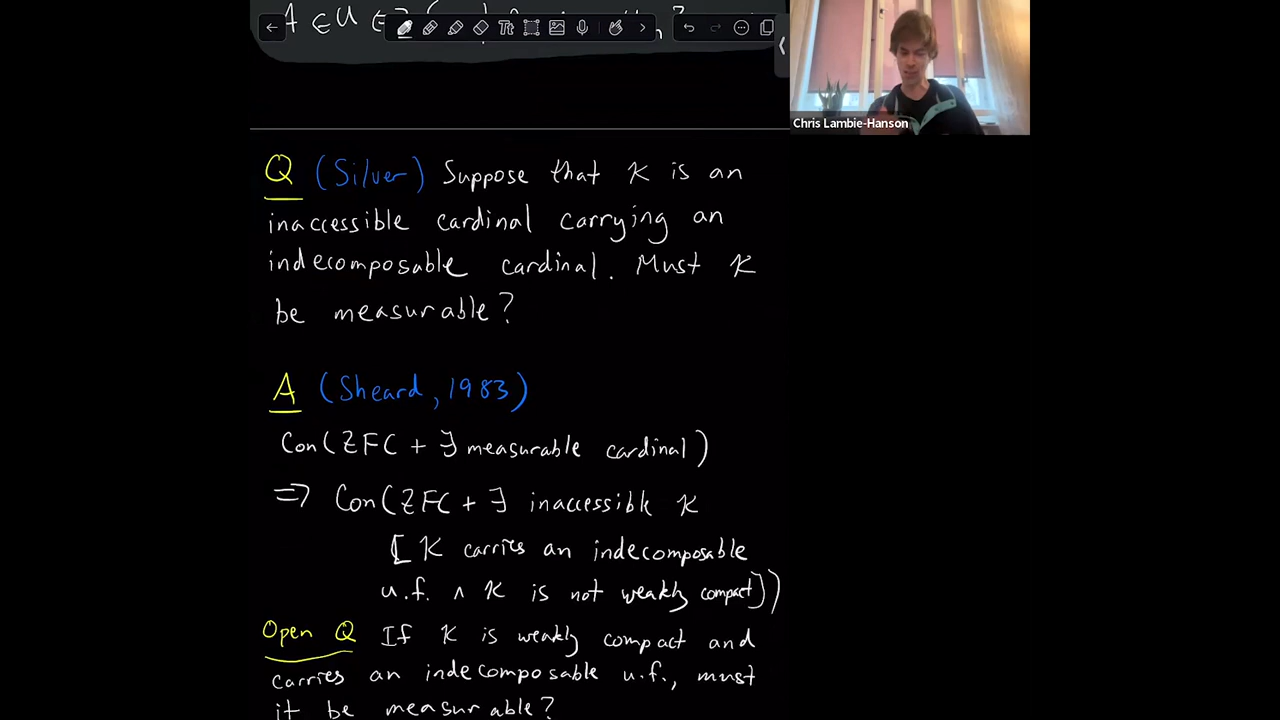 A ∈ U ∈
Tt
Chris Lambie-Hanson
Q (Silver) Suppose that κ is an
inaccessible cardinal carrying an
indecomposable cardinal. Must κ
be measurable?
A (Sheard, 1983)
Con(ZFC + ∃ measurable cardinal)
⇒ Con(ZFC + ∃ inaccessible κ
[κ carries an indecomposable
u.f. ∧ κ is not weakly compact])
Open Q If κ is weakly compact and
carries an indecomposable u.f., must
it be measurable?